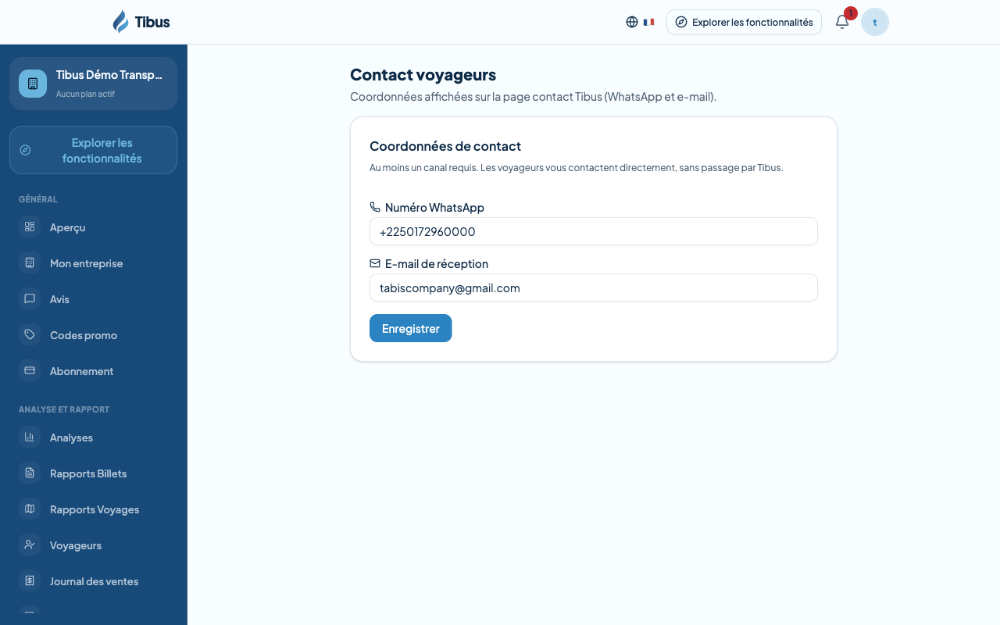 Tibus
Explorer les fonctionnalités
1
t
Tibus Démo Transp...
Aucun plan actif
Explorer les
fonctionnalités
GÉNÉRAL
Aperçu
Mon entreprise
Avis
Codes promo
Abonnement
ANALYSE ET RAPPORT
Analyses
Rapports Billets
Rapports Voyages
Voyageurs
Journal des ventes
Contact voyageurs
Coordonnées affichées sur la page contact Tibus (WhatsApp et e-mail).
Coordonnées de contact
Au moins un canal requis. Les voyageurs vous contactent directement, sans passage par Tibus.
Numéro WhatsApp
+2250172960000
E-mail de réception
tabiscompany@gmail.com
Enregistrer